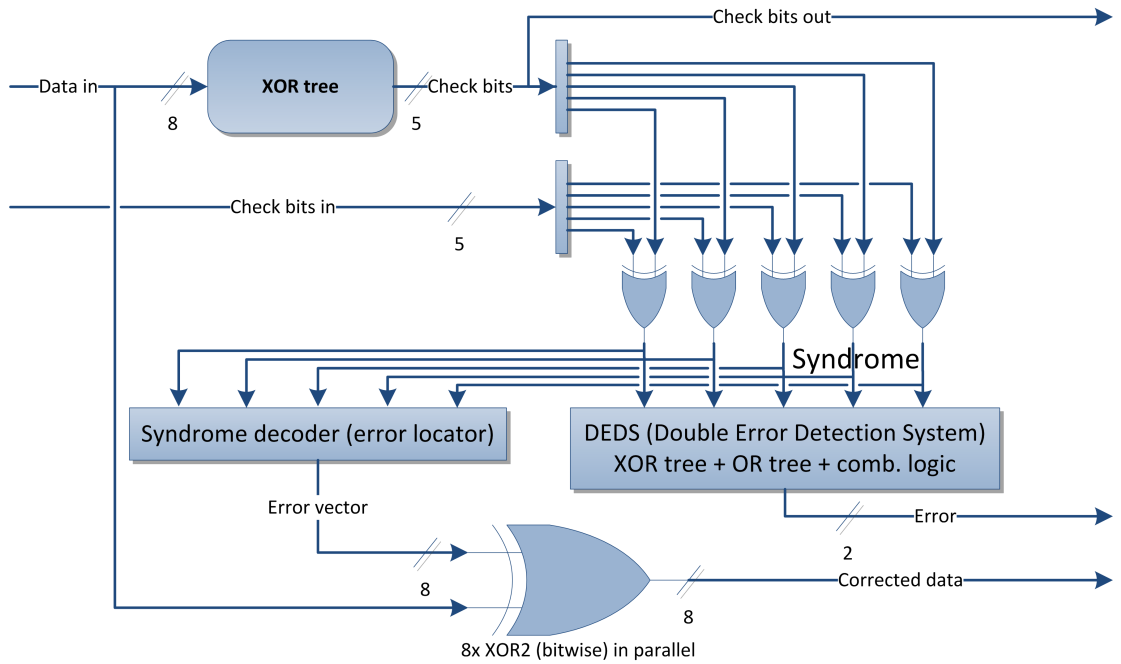 Check bits out
Data in
XOR tree
Check bits
8
5
Check bits in
5
Syndrome
Syndrome decoder (error locator)
DEDS (Double Error Detection System)
XOR tree + OR tree + comb. logic
Error vector
Error
2
8
Corrected data
8
8x XOR2 (bitwise) in parallel